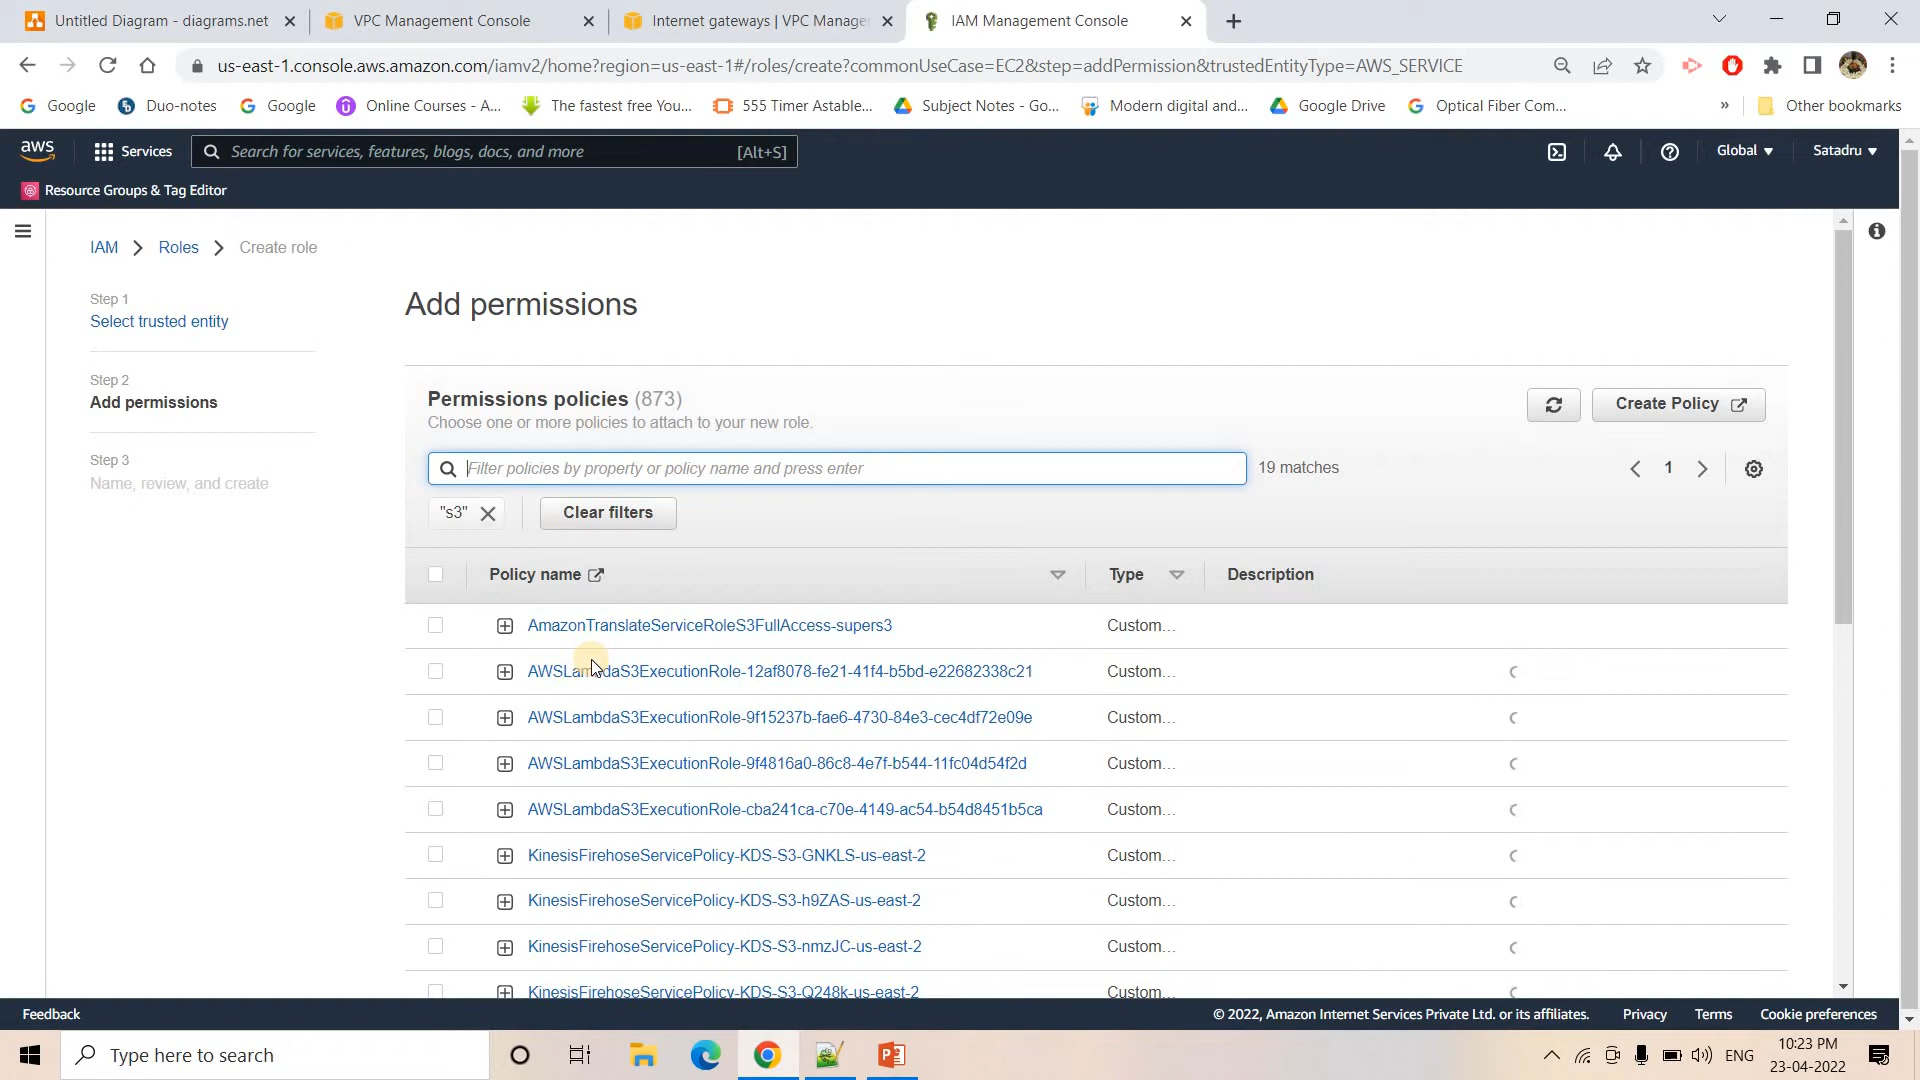 Untitled Diagram - diagrams.net
VPC Management Console
Internet gateways | VPC Manage
IAM Management Console
us-east-1.console.aws.amazon.com/iamv2/home?region=us-east-1#/roles/create?commonUseCase=EC2&step=addPermission&trustedEntityType=AWS_SERVICE
Google
Duo-notes
Google
Online Courses - A...
The fastest free You...
555 Timer Astable...
Subject Notes - Go...
Modern digital and...
Google Drive
Optical Fiber Com...
»
Other bookmarks
aws
Services
Search for services, features, blogs, docs, and more
[Alt+S]
Global
Satadru
Resource Groups & Tag Editor
IAM
Roles
Create role
Step 1
Select trusted entity
Step 2
Add permissions
Step 3
Name, review, and create
Add permissions
Permissions policies (873)
Choose one or more policies to attach to your new role.
Create Policy
Filter policies by property or policy name and press enter
19 matches
1
"s3"
Clear filters
Policy name
Type
Description
AmazonTranslateServiceRoleS3FullAccess-supers3
Custom...
AWSLambdaS3ExecutionRole-12af8078-fe21-41f4-b5bd-e22682338c21
Custom...
AWSLambdaS3ExecutionRole-9f15237b-fae6-4730-84e3-cec4df72e09e
Custom...
AWSLambdaS3ExecutionRole-9f4816a0-86c8-4e7f-b544-11fc04d54f2d
Custom...
AWSLambdaS3ExecutionRole-cba241ca-c70e-4149-ac54-b54d8451b5ca
Custom...
KinesisFirehoseServicePolicy-KDS-S3-GNKLS-us-east-2
Custom...
KinesisFirehoseServicePolicy-KDS-S3-h9ZAS-us-east-2
Custom...
KinesisFirehoseServicePolicy-KDS-S3-nmzJC-us-east-2
Custom...
KinesisFirehoseServicePolicy-KDS-S3-Q248k-us-east-2
Custom...
Feedback
© 2022, Amazon Internet Services Private Ltd. or its affiliates.
Privacy
Terms
Cookie preferences
Type here to search
ENG
10:23 PM
23-04-2022